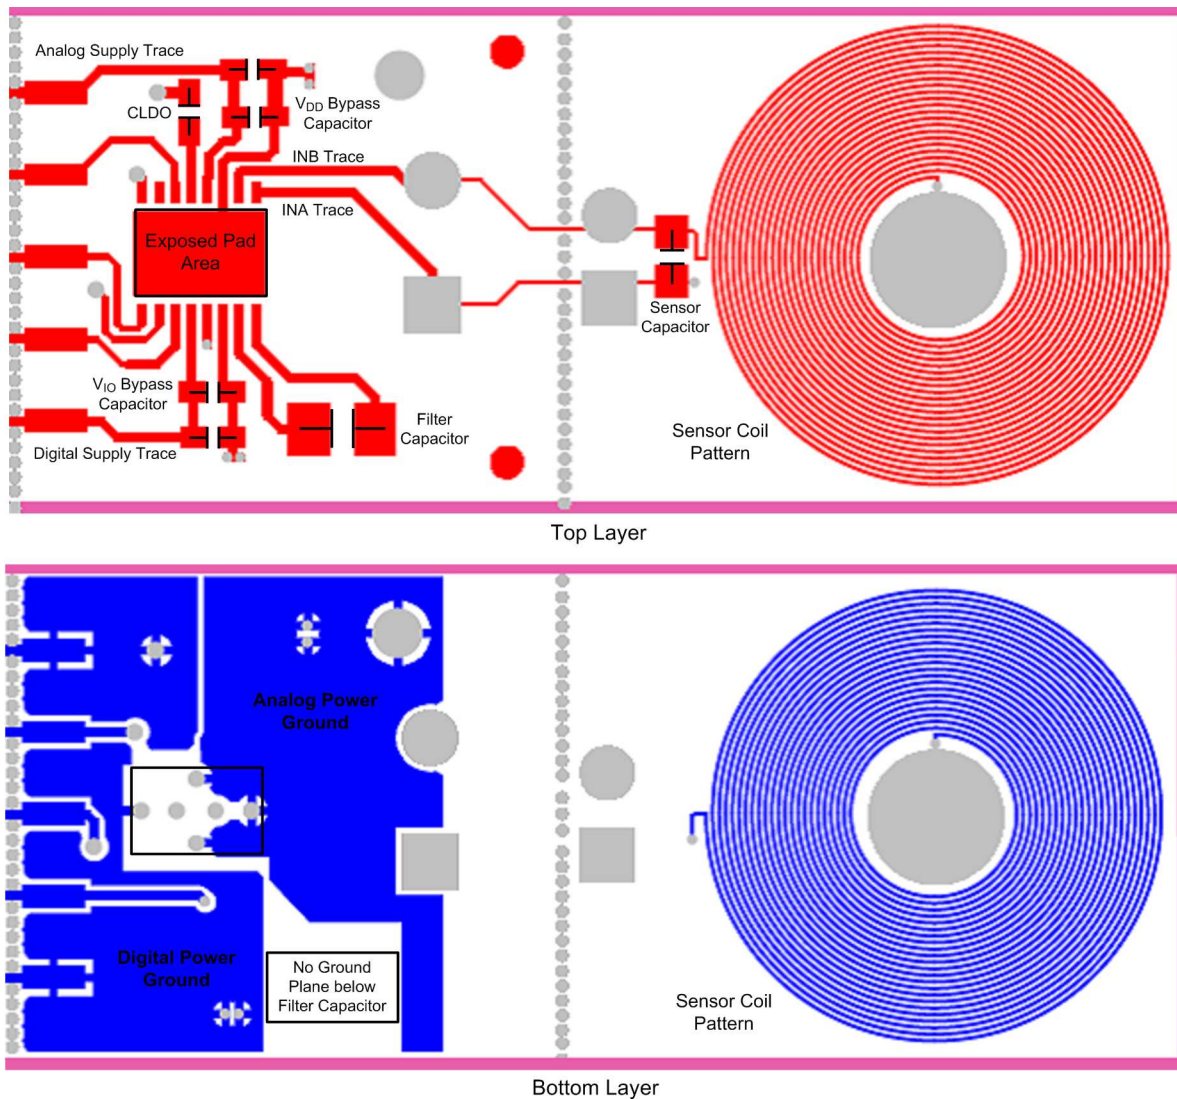 Analog Supply Trace
CLDO
VDD Bypass
Capacitor
INB Trace
INA Trace
Exposed Pad
Area
Sensor
Capacitor
VIO Bypass
Capacitor
Filter
Capacitor
Digital Supply Trace
Sensor Coil
Pattern
Top Layer
Analog Power
Ground
Digital Power
Ground
No Ground
Plane below
Filter Capacitor
Sensor Coil
Pattern
Bottom Layer